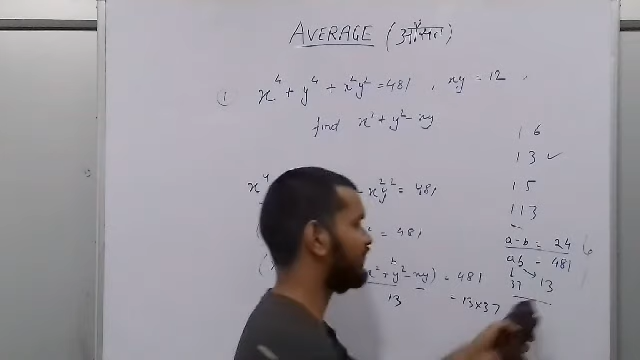 AVERAGE
① x⁴ + y⁴ + x²y² = 481 , xy = 12 .
find x² + y² - xy
x⁴ x²y² = 481
= 481
x² + y² - xy) = 481
13 = 13×37
16
13 ✓
15
113
a-b = 24
ab = 481
37 13